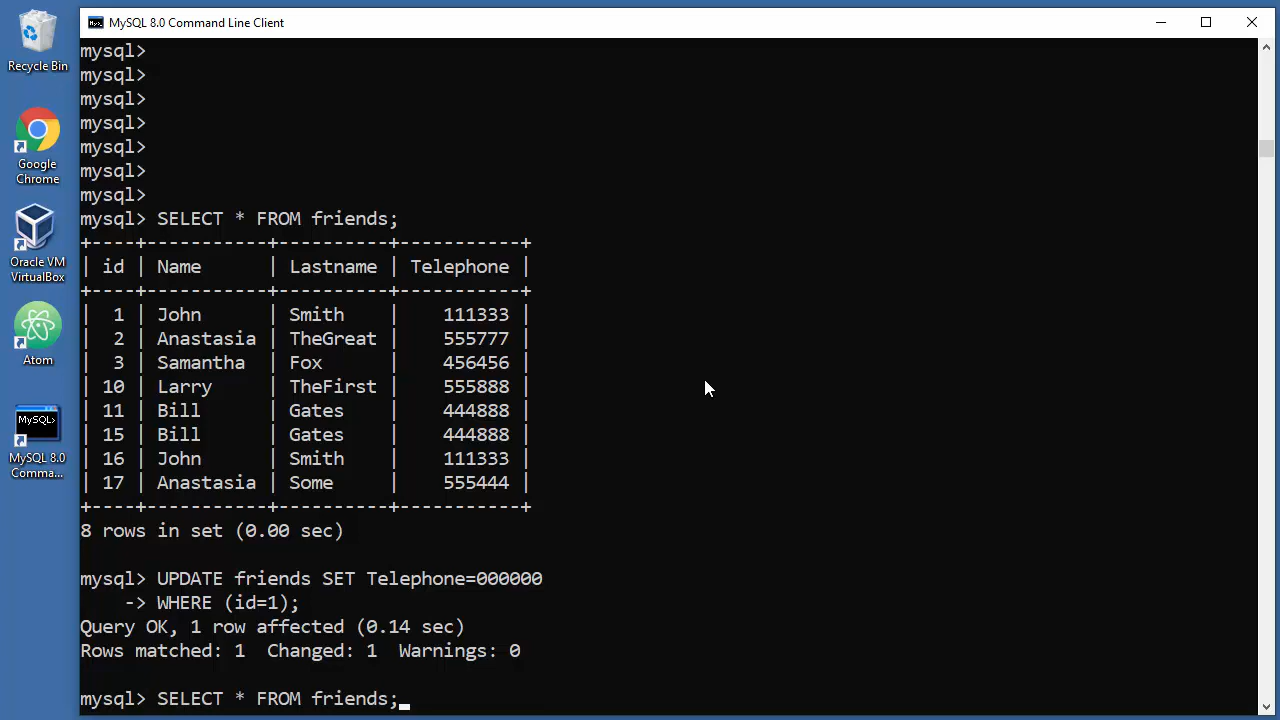 MySQL 8.0 Command Line Client
Recycle Bin
Google
Chrome
Oracle VM
VirtualBox
Atom
MySQL>
MySQL 8.0
Comma...
mysql>
mysql>
mysql>
mysql>
mysql>
mysql>
mysql>
mysql> SELECT * FROM friends;
+----+-----------+----------+-----------+
| id | Name      | Lastname | Telephone |
+----+-----------+----------+-----------+
|  1 | John      | Smith    |    111333 |
|  2 | Anastasia | TheGreat |    555777 |
|  3 | Samantha  | Fox      |    456456 |
| 10 | Larry     | TheFirst |    555888 |
| 11 | Bill      | Gates    |    444888 |
| 15 | Bill      | Gates    |    444888 |
| 16 | John      | Smith    |    111333 |
| 17 | Anastasia | Some     |    555444 |
+----+-----------+----------+-----------+
8 rows in set (0.00 sec)
mysql> UPDATE friends SET Telephone=000000
    -> WHERE (id=1);
Query OK, 1 row affected (0.14 sec)
Rows matched: 1  Changed: 1  Warnings: 0
mysql> SELECT * FROM friends;